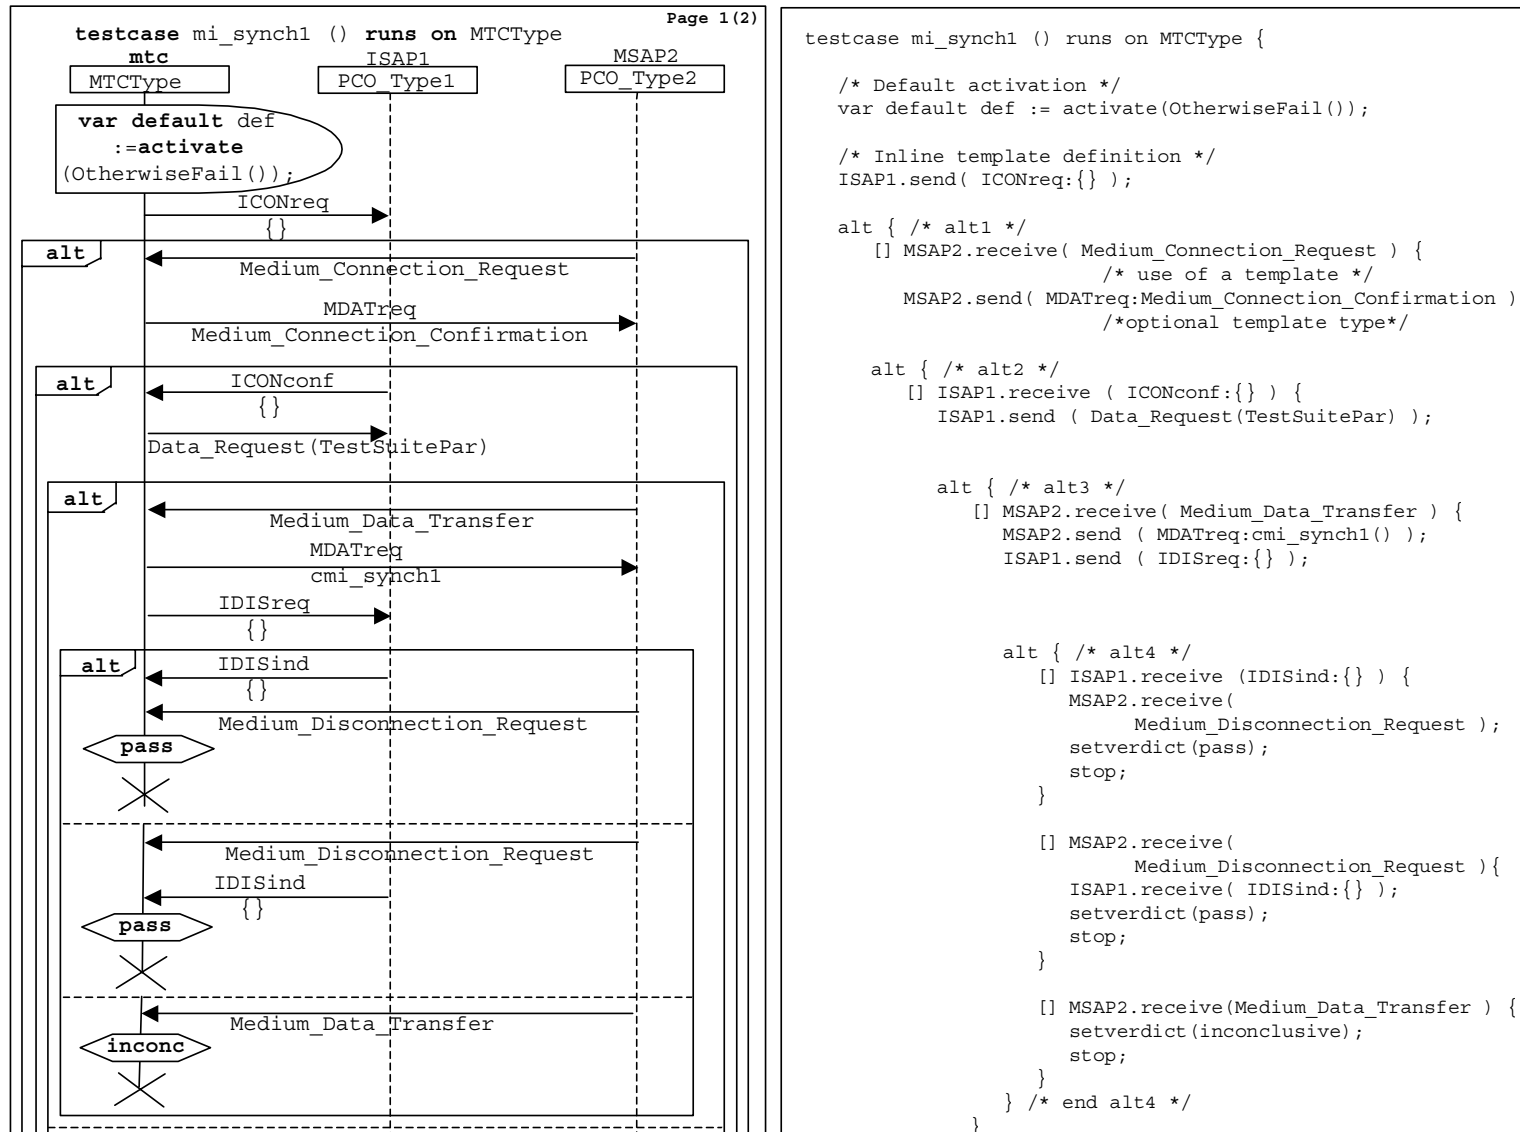 Page 1(2)
testcase mi_synch1 () runs on MTCType
mtc
MTCType
ISAP1
PCO_Type1
MSAP2
PCO_Type2
var default def
:=activate
(OtherwiseFail());
ICONreq
{}
alt
Medium_Connection_Request
MDATreq
Medium_Connection_Confirmation
alt
ICONconf
{}
Data_Request(TestSuitePar)
alt
Medium_Data_Transfer
MDATreq
cmi_synch1
IDISreq
{}
alt
IDISind
{}
Medium_Disconnection_Request
pass
Medium_Disconnection_Request
IDISind
{}
pass
Medium_Data_Transfer
inconc
testcase mi_synch1 () runs on MTCType {
/* Default activation */
var default def := activate(OtherwiseFail());
/* Inline template definition */
ISAP1.send( ICONreq:{} );
alt { /* alt1 */
[] MSAP2.receive( Medium_Connection_Request ) {
/* use of a template */
MSAP2.send( MDATreq:Medium_Connection_Confirmation )
/*optional template type*/
alt { /* alt2 */
[] ISAP1.receive ( ICONconf:{} ) {
ISAP1.send ( Data_Request(TestSuitePar) );
alt { /* alt3 */
[] MSAP2.receive( Medium_Data_Transfer ) {
MSAP2.send ( MDATreq:cmi_synch1() );
ISAP1.send ( IDISreq:{} );
alt { /* alt4 */
[] ISAP1.receive (IDISind:{} ) {
MSAP2.receive(
Medium_Disconnection_Request );
setverdict(pass);
stop;
}
[] MSAP2.receive(
Medium_Disconnection_Request ){
ISAP1.receive( IDISind:{} );
setverdict(pass);
stop;
}
[] MSAP2.receive(Medium_Data_Transfer ) {
setverdict(inconclusive);
stop;
}
} /* end alt4 */
}